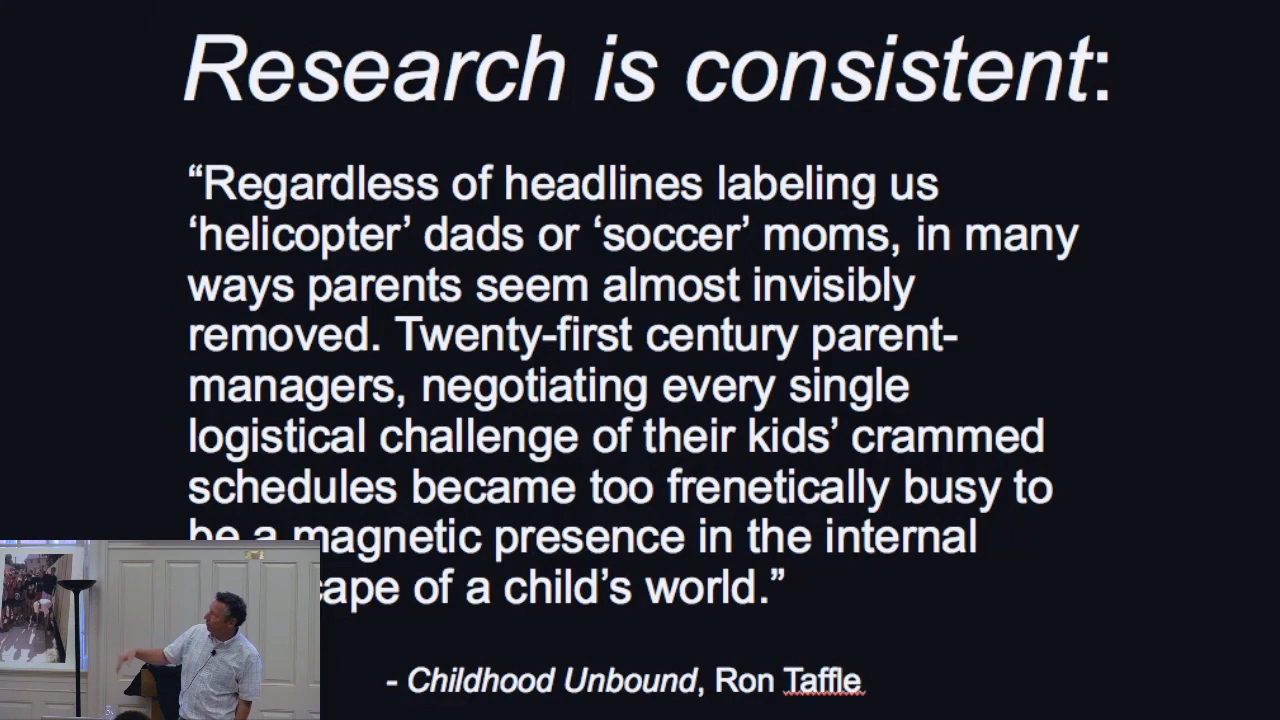 Research is consistent:
“Regardless of headlines labeling us
‘helicopter’ dads or ‘soccer’ moms, in many
ways parents seem almost invisibly
removed. Twenty-first century parent-
managers, negotiating every single
logistical challenge of their kids’ crammed
schedules became too frenetically busy to
be a magnetic presence in the internal
cape of a child’s world.”
- Childhood Unbound, Ron Taffle